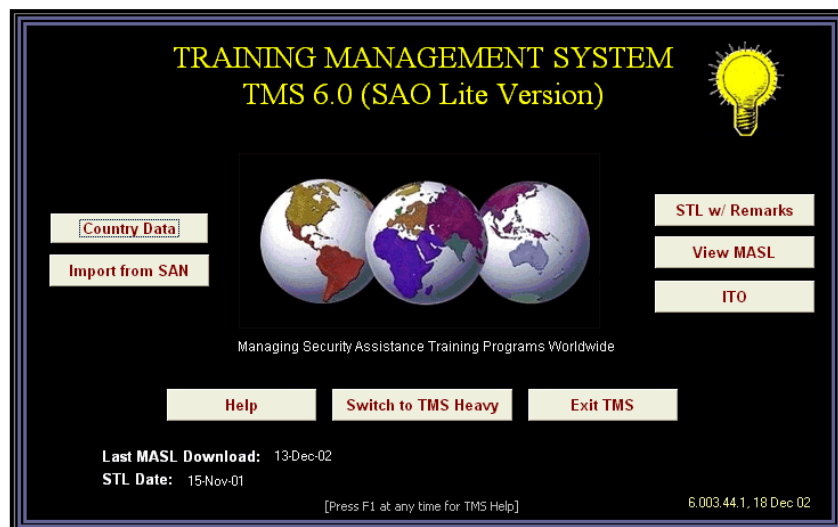 TRAINING MANAGEMENT SYSTEM
TMS 6.0 (SAO Lite Version)
Country Data
Import from SAN
STL w/ Remarks
View MASL
ITO
Managing Security Assistance Training Programs Worldwide
Help
Switch to TMS Heavy
Exit TMS
Last MASL Download: 13-Dec-02
STL Date: 15-Nov-01
[Press F1 at any time for TMS Help]
6.003.44.1, 18 Dec 02